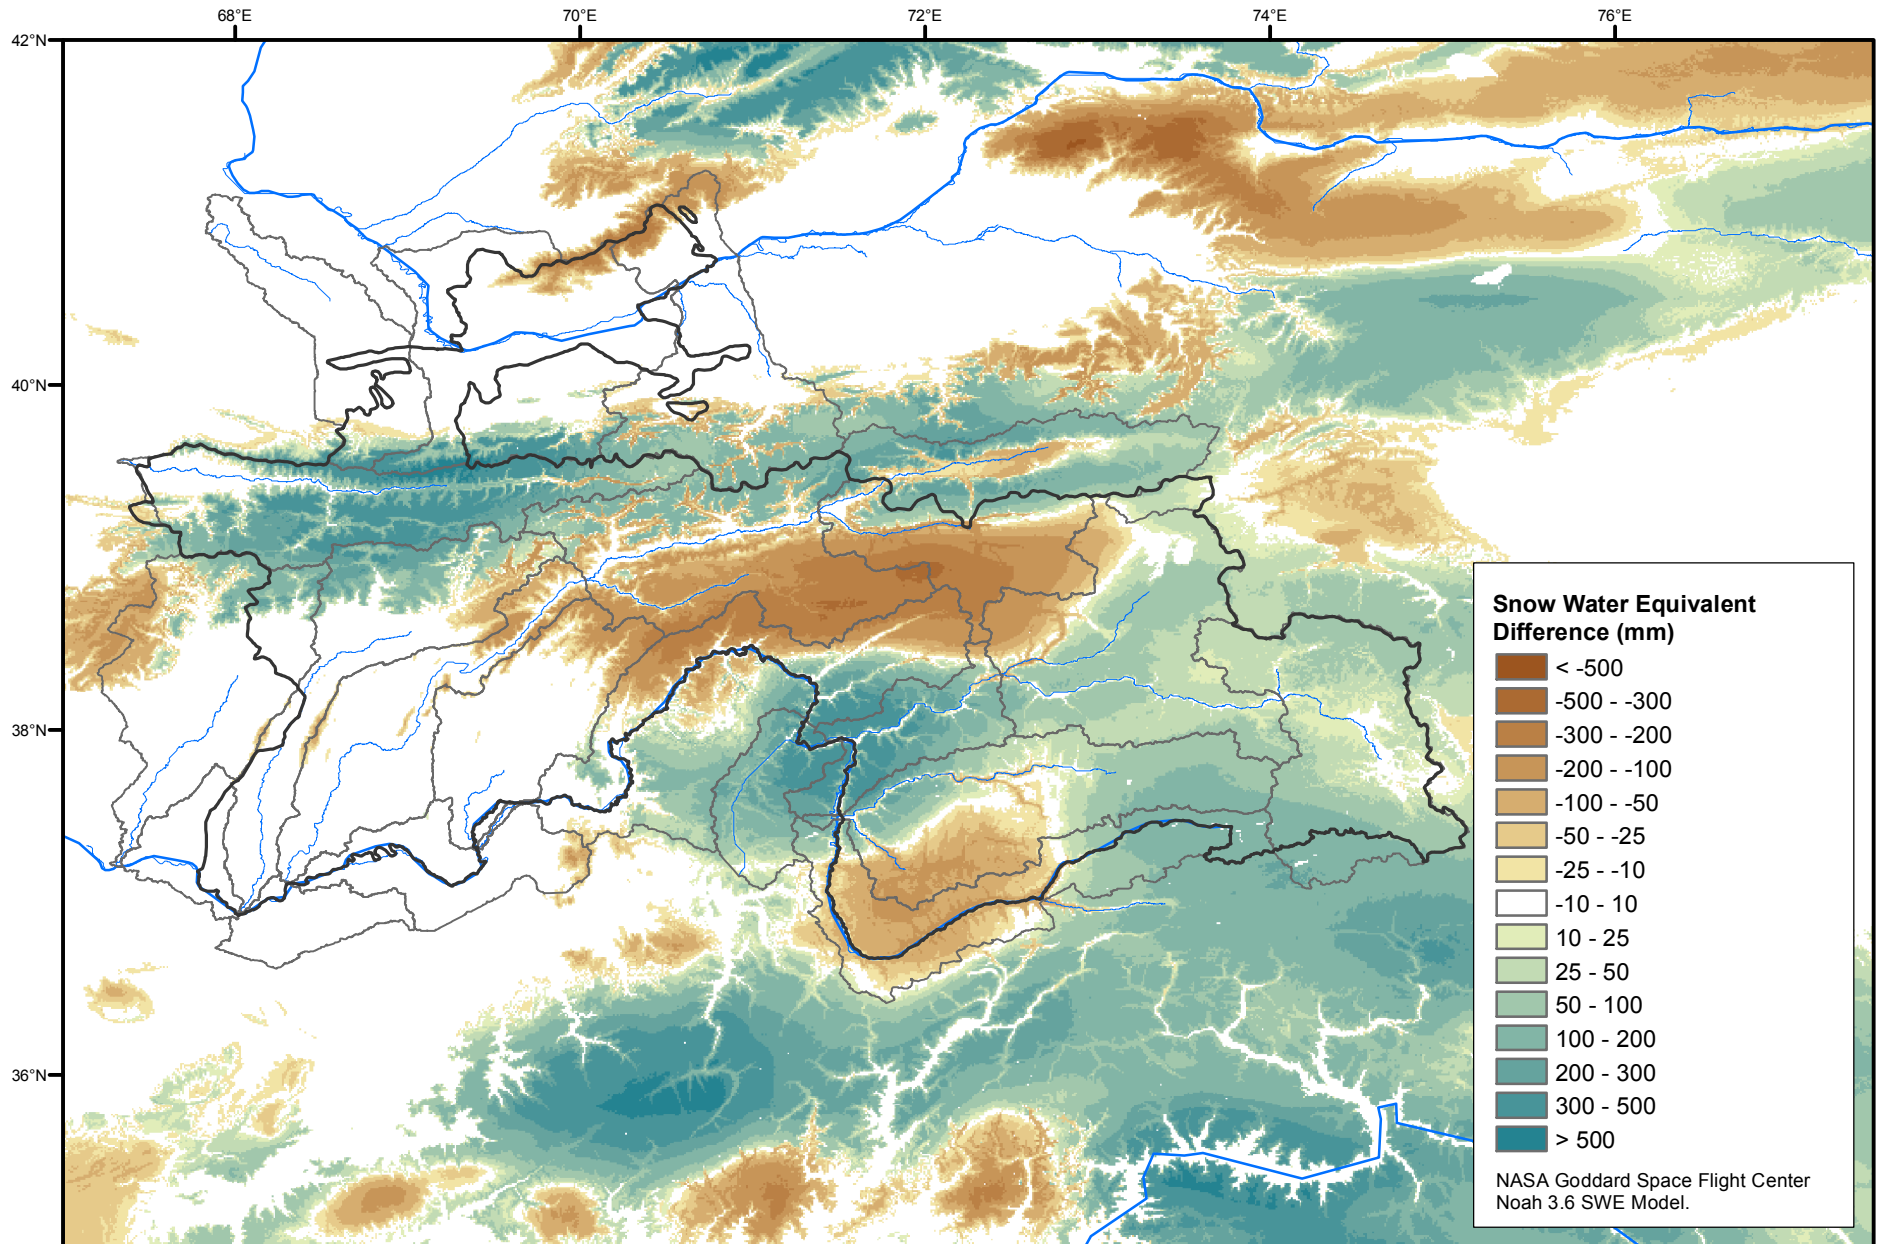 68°E 70°E 72°E 74°E 76°E
42°N
40°N
38°N
36°N
Snow Water Equivalent
Difference (mm)
< -500
-500 - -300
-300 - -200
-200 - -100
-100 - -50
-50 - -25
-25 - -10
-10 - 10
10 - 25
25 - 50
50 - 100
100 - 200
200 - 300
300 - 500
> 500
NASA Goddard Space Flight Center
Noah 3.6 SWE Model.